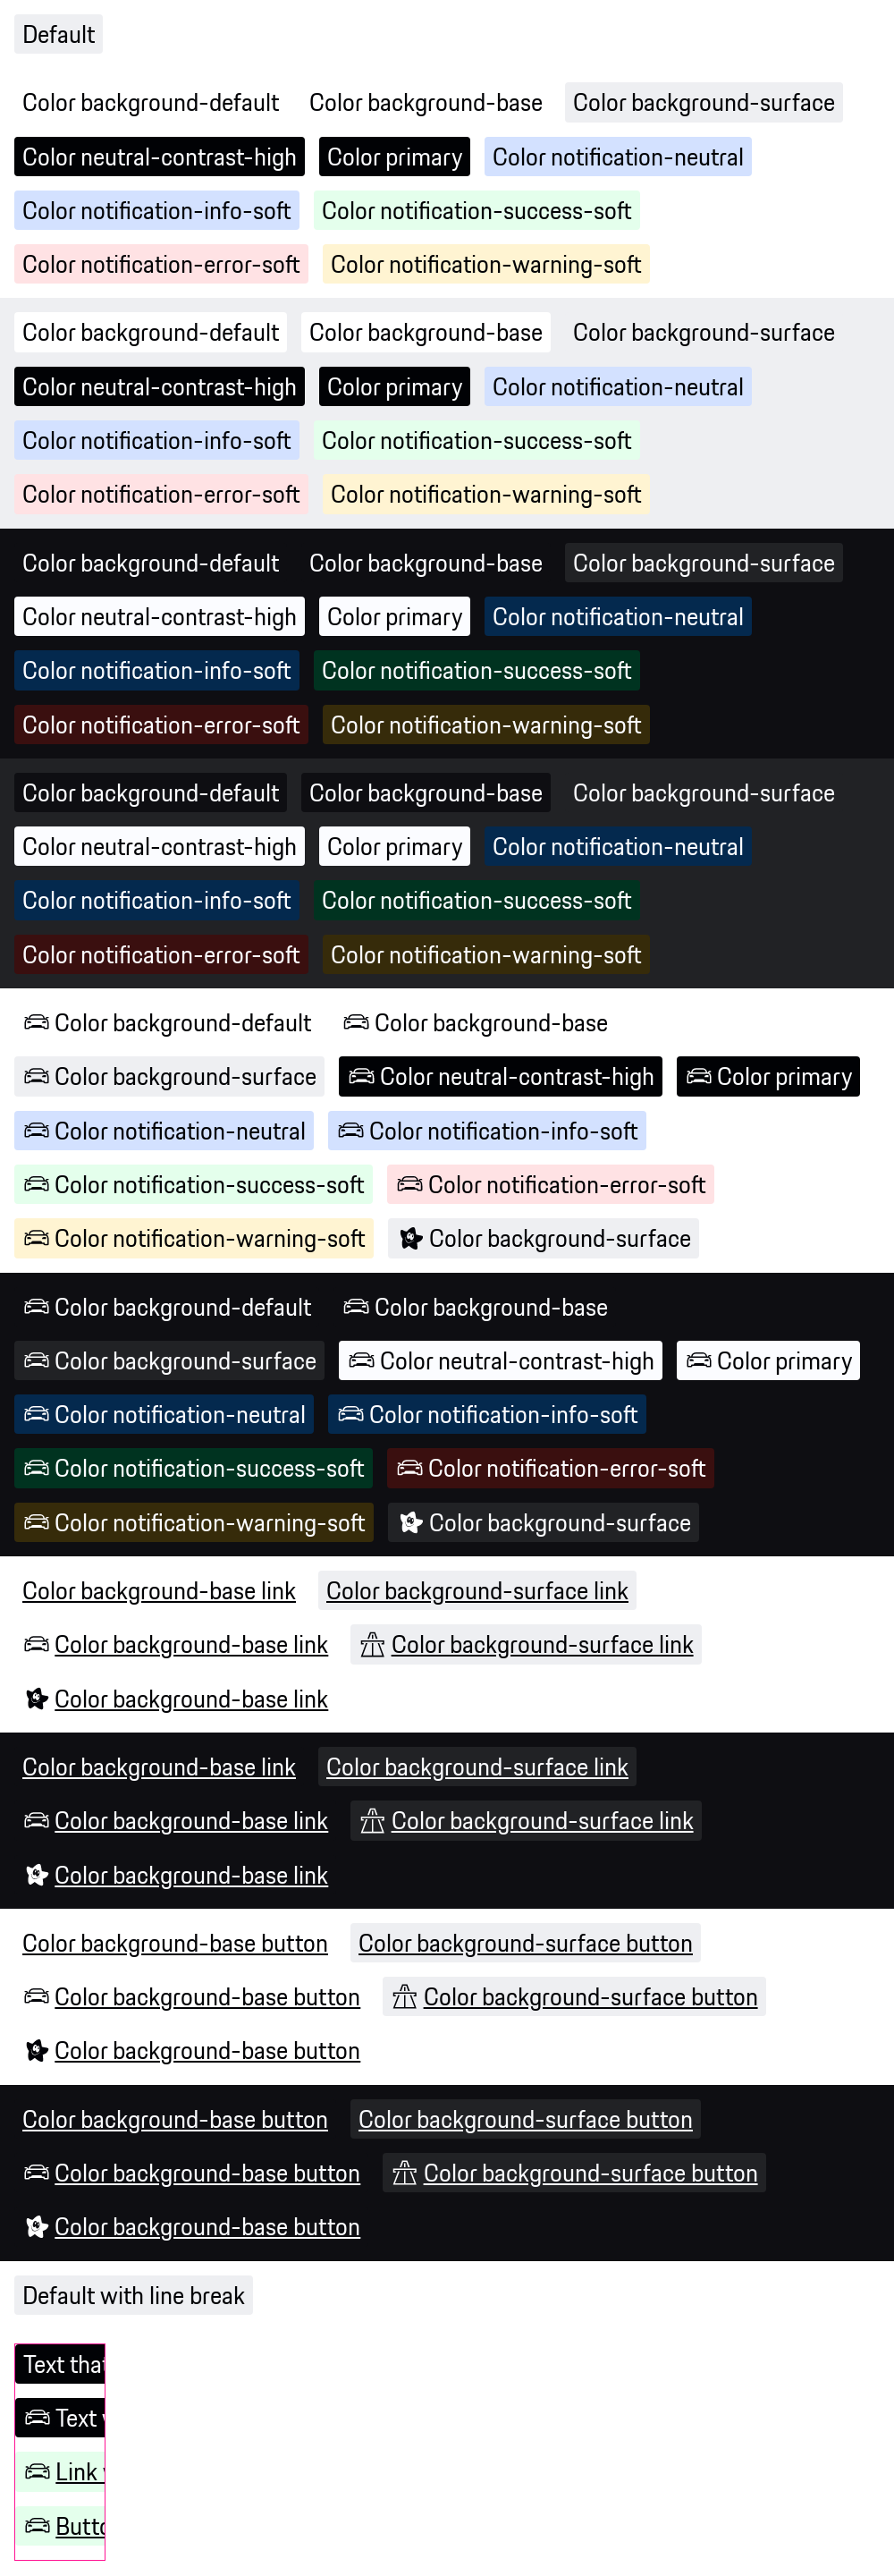 Default
Color background-default Color background-base Color background-surface
Color neutral-contrast-high Color primary Color notification-neutral
Color notification-info-soft Color notification-success-soft
Color notification-error-soft Color notification-warning-soft
Color background-default Color background-base Color background-surface
Color neutral-contrast-high Color primary Color notification-neutral
Color notification-info-soft Color notification-success-soft
Color notification-error-soft Color notification-warning-soft
Color background-default Color background-base Color background-surface
Color neutral-contrast-high Color primary Color notification-neutral
Color notification-info-soft Color notification-success-soft
Color notification-error-soft Color notification-warning-soft
Color background-default Color background-base Color background-surface
Color neutral-contrast-high Color primary Color notification-neutral
Color notification-info-soft Color notification-success-soft
Color notification-error-soft Color notification-warning-soft
Color background-default Color background-base
Color background-surface Color neutral-contrast-high Color primary
Color notification-neutral Color notification-info-soft
Color notification-success-soft Color notification-error-soft
Color notification-warning-soft Color background-surface
Color background-default Color background-base
Color background-surface Color neutral-contrast-high Color primary
Color notification-neutral Color notification-info-soft
Color notification-success-soft Color notification-error-soft
Color notification-warning-soft Color background-surface
Color background-base link Color background-surface link
Color background-base link Color background-surface link
Color background-base link
Color background-base link Color background-surface link
Color background-base link Color background-surface link
Color background-base link
Color background-base button Color background-surface button
Color background-base button Color background-surface button
Color background-base button
Color background-base button Color background-surface button
Color background-base button Color background-surface button
Color background-base button
Default with line break
Text that
Text
Link
Butto